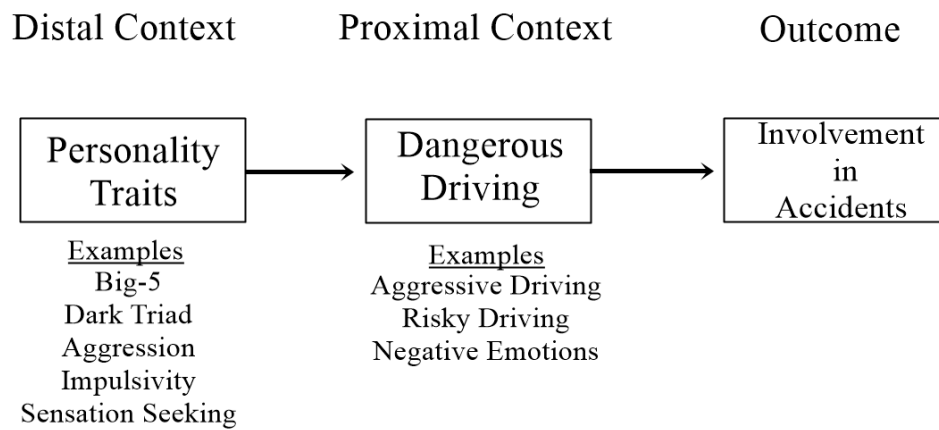 Distal Context
Proximal Context
Outcome
Personality
Traits
Dangerous
Driving
Involvement
in
Accidents
Examples
Big-5
Dark Triad
Aggression
Impulsivity
Sensation Seeking
Examples
Aggressive Driving
Risky Driving
Negative Emotions